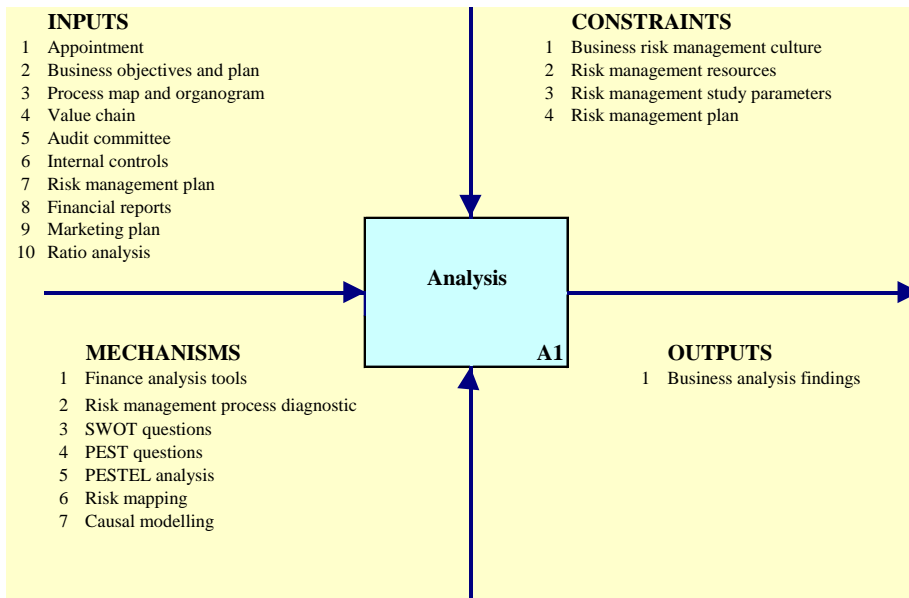 INPUTS
1 Appointment
2 Business objectives and plan
3 Process map and organogram
4 Value chain
5 Audit committee
6 Internal controls
7 Risk management plan
8 Financial reports
9 Marketing plan
10 Ratio analysis
CONSTRAINTS
1 Business risk management culture
2 Risk management resources
3 Risk management study parameters
4 Risk management plan
Analysis
A1
MECHANISMS
1 Finance analysis tools
2 Risk management process diagnostic
3 SWOT questions
4 PEST questions
5 PESTEL analysis
6 Risk mapping
7 Causal modelling
OUTPUTS
1 Business analysis findings